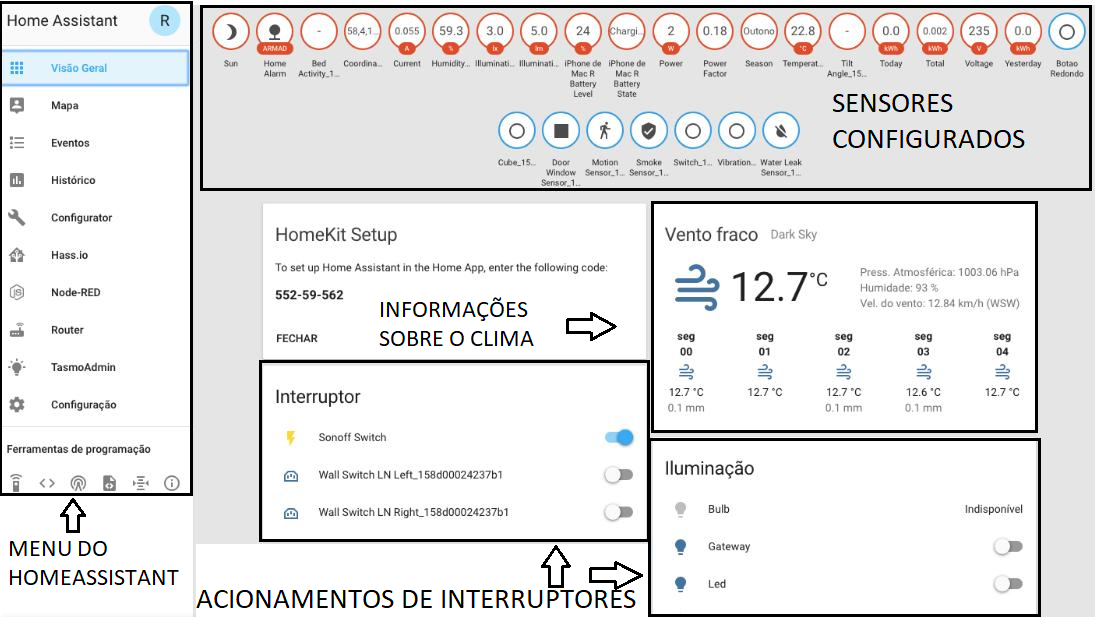 Home Assistant
R
Visão Geral
Mapa
Eventos
Histórico
Configurator
Hass.io
Node-RED
Router
TasmoAdmin
Configuração
Ferramentas de programação
MENU DO
HOMEASSISTANT
- 58,4,1... 0.055 59.3 3.0 5.0 24 Chargi... 2 0.18 Outono 22.8 - 0.0 0.002 235 0.0
ARMAD A % lx lm % W °C kWh kWh V kWh
Sun
Home
Alarm
Bed
Activity_1...
Coordina...
Current
Humidity...
Illuminati...
Illuminati...
iPhone de
Mac R
Battery
Level
iPhone de
Mac R
Battery
State
Power
Power
Factor
Season
Temperat...
Tilt
Angle_15...
Today
Total
Voltage
Yesterday
Botao
Redondo
Cube_15...
Door
Window
Sensor_1...
Motion
Sensor_1...
Smoke
Sensor_1...
Switch_1...
Vibration...
Water Leak
Sensor_1...
SENSORES
CONFIGURADOS
HomeKit Setup
To set up Home Assistant in the Home App, enter the following code:
552-59-562
FECHAR
INFORMAÇÕES
SOBRE O CLIMA
Vento fraco Dark Sky
12.7°C
Press. Atmosférica: 1003.06 hPa
Humidade: 93 %
Vel. do vento: 12.84 km/h (WSW)
seg seg seg seg seg
00 01 02 03 04
12.7 °C 12.7 °C 12.7 °C 12.6 °C 12.7 °C
0.1 mm 0.1 mm 0.1 mm
Interruptor
Sonoff Switch
Wall Switch LN Left_158d00024237b1
Wall Switch LN Right_158d00024237b1
Iluminação
Bulb Indisponível
Gateway
Led
ACIONAMENTOS DE INTERRUPTORES